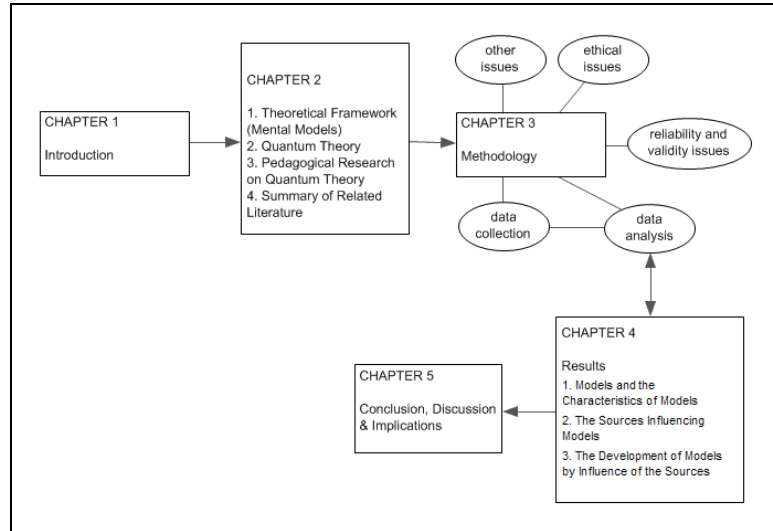 CHAPTER 1
Introduction
CHAPTER 2
1. Theoretical Framework
(Mental Models)
2. Quantum Theory
3. Pedagogical Research
on Quantum Theory
4. Summary of Related
Literature
other
issues
ethical
issues
CHAPTER 3
Methodology
reliability and
validity issues
data
collection
data
analysis
CHAPTER 4
Results
1. Models and the
Characteristics of Models
2. The Sources Influencing
Models
3. The Development of Models
by Influence of the Sources
CHAPTER 5
Conclusion, Discussion
& Implications